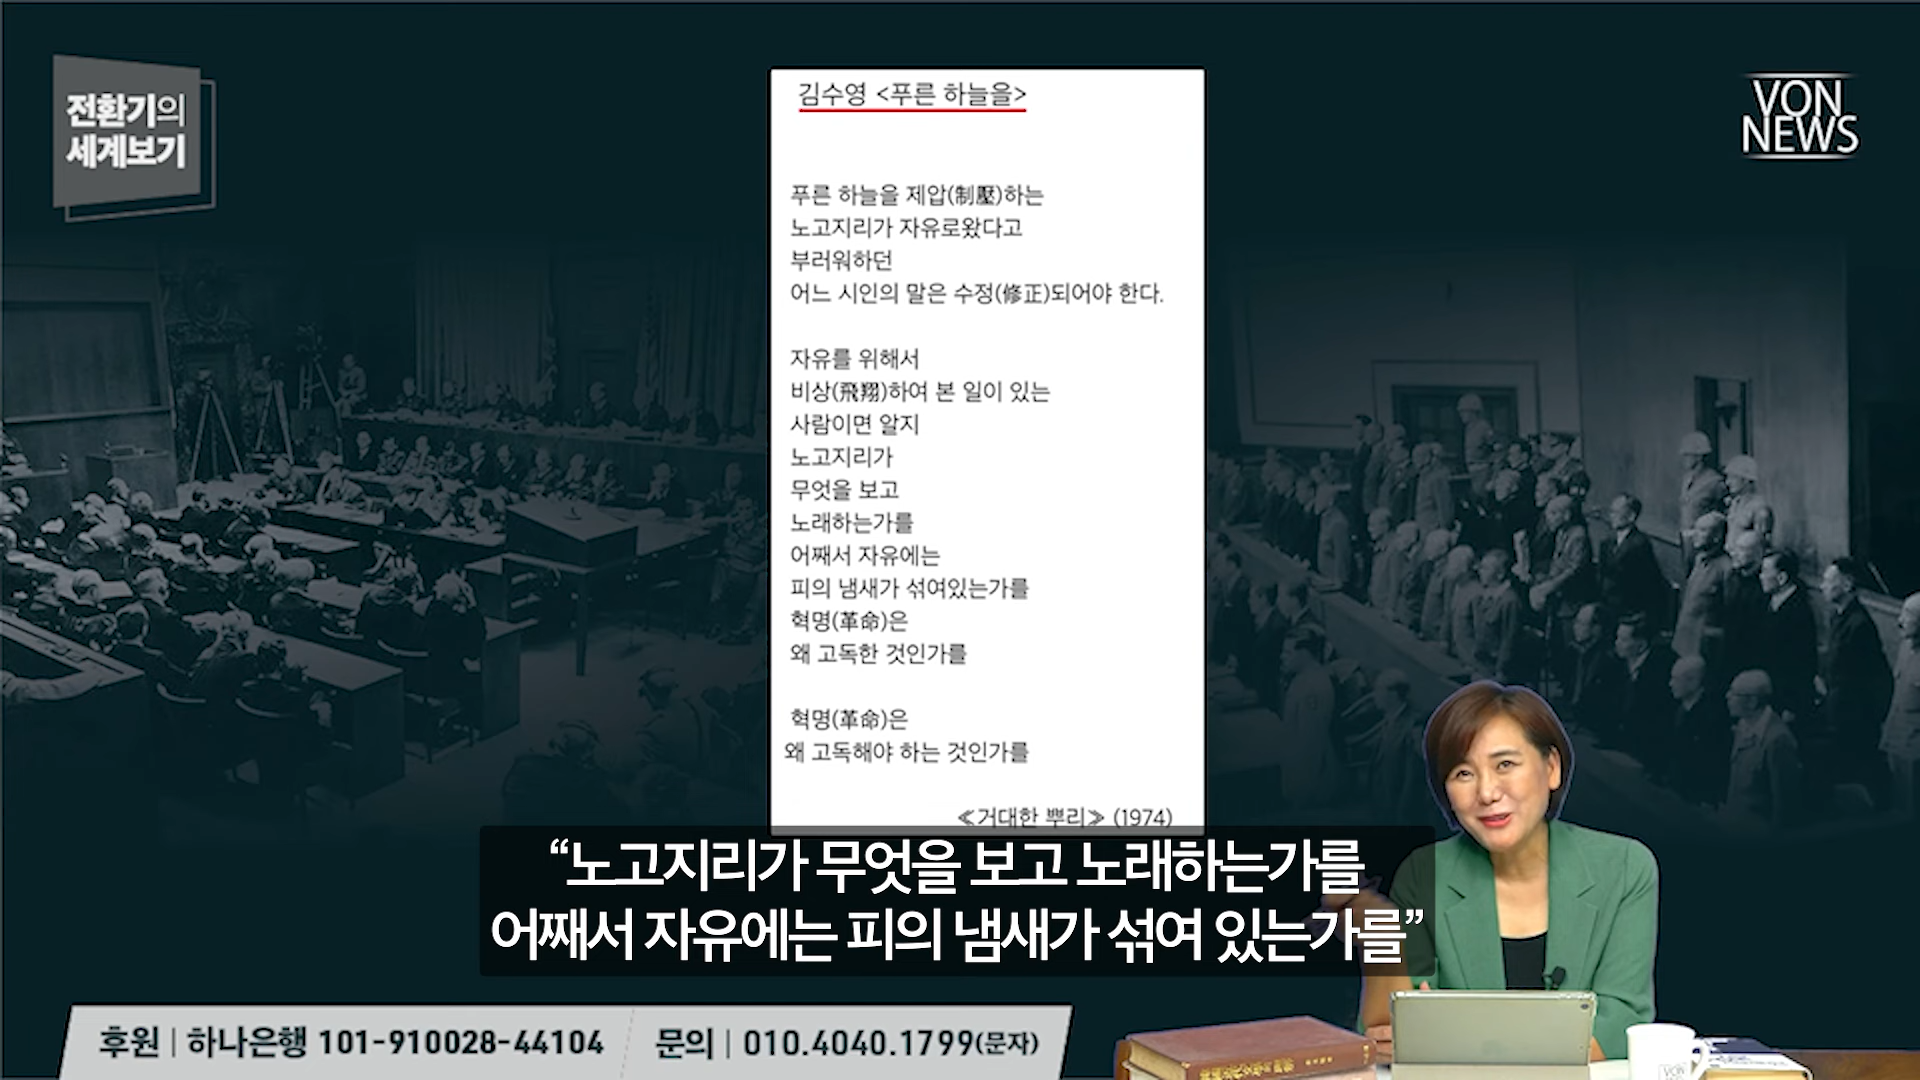 전환기의
세계보기
VON
NEWS
김수영 <푸른 하늘을>
푸른 하늘을 제압(制壓)하는
노고지리가 자유로왔다고
부러워하던
어느 시인의 말은 수정(修正)되어야 한다.
자유를 위해서
비상(飛翔)하여 본 일이 있는
사람이면 알지
노고지리가
무엇을 보고
노래하는가를
어째서 자유에는
피의 냄새가 섞여있는가를
혁명(革命)은
왜 고독한 것인가를
혁명(革命)은
왜 고독해야 하는 것인가를
≪거대한 뿌리≫ (1974)
“노고지리가 무엇을 보고 노래하는가를
어째서 자유에는 피의 냄새가 섞여 있는가를”
후원 | 하나은행 101-910028-44104
문의 | 010.4040.1799(문자)
VON